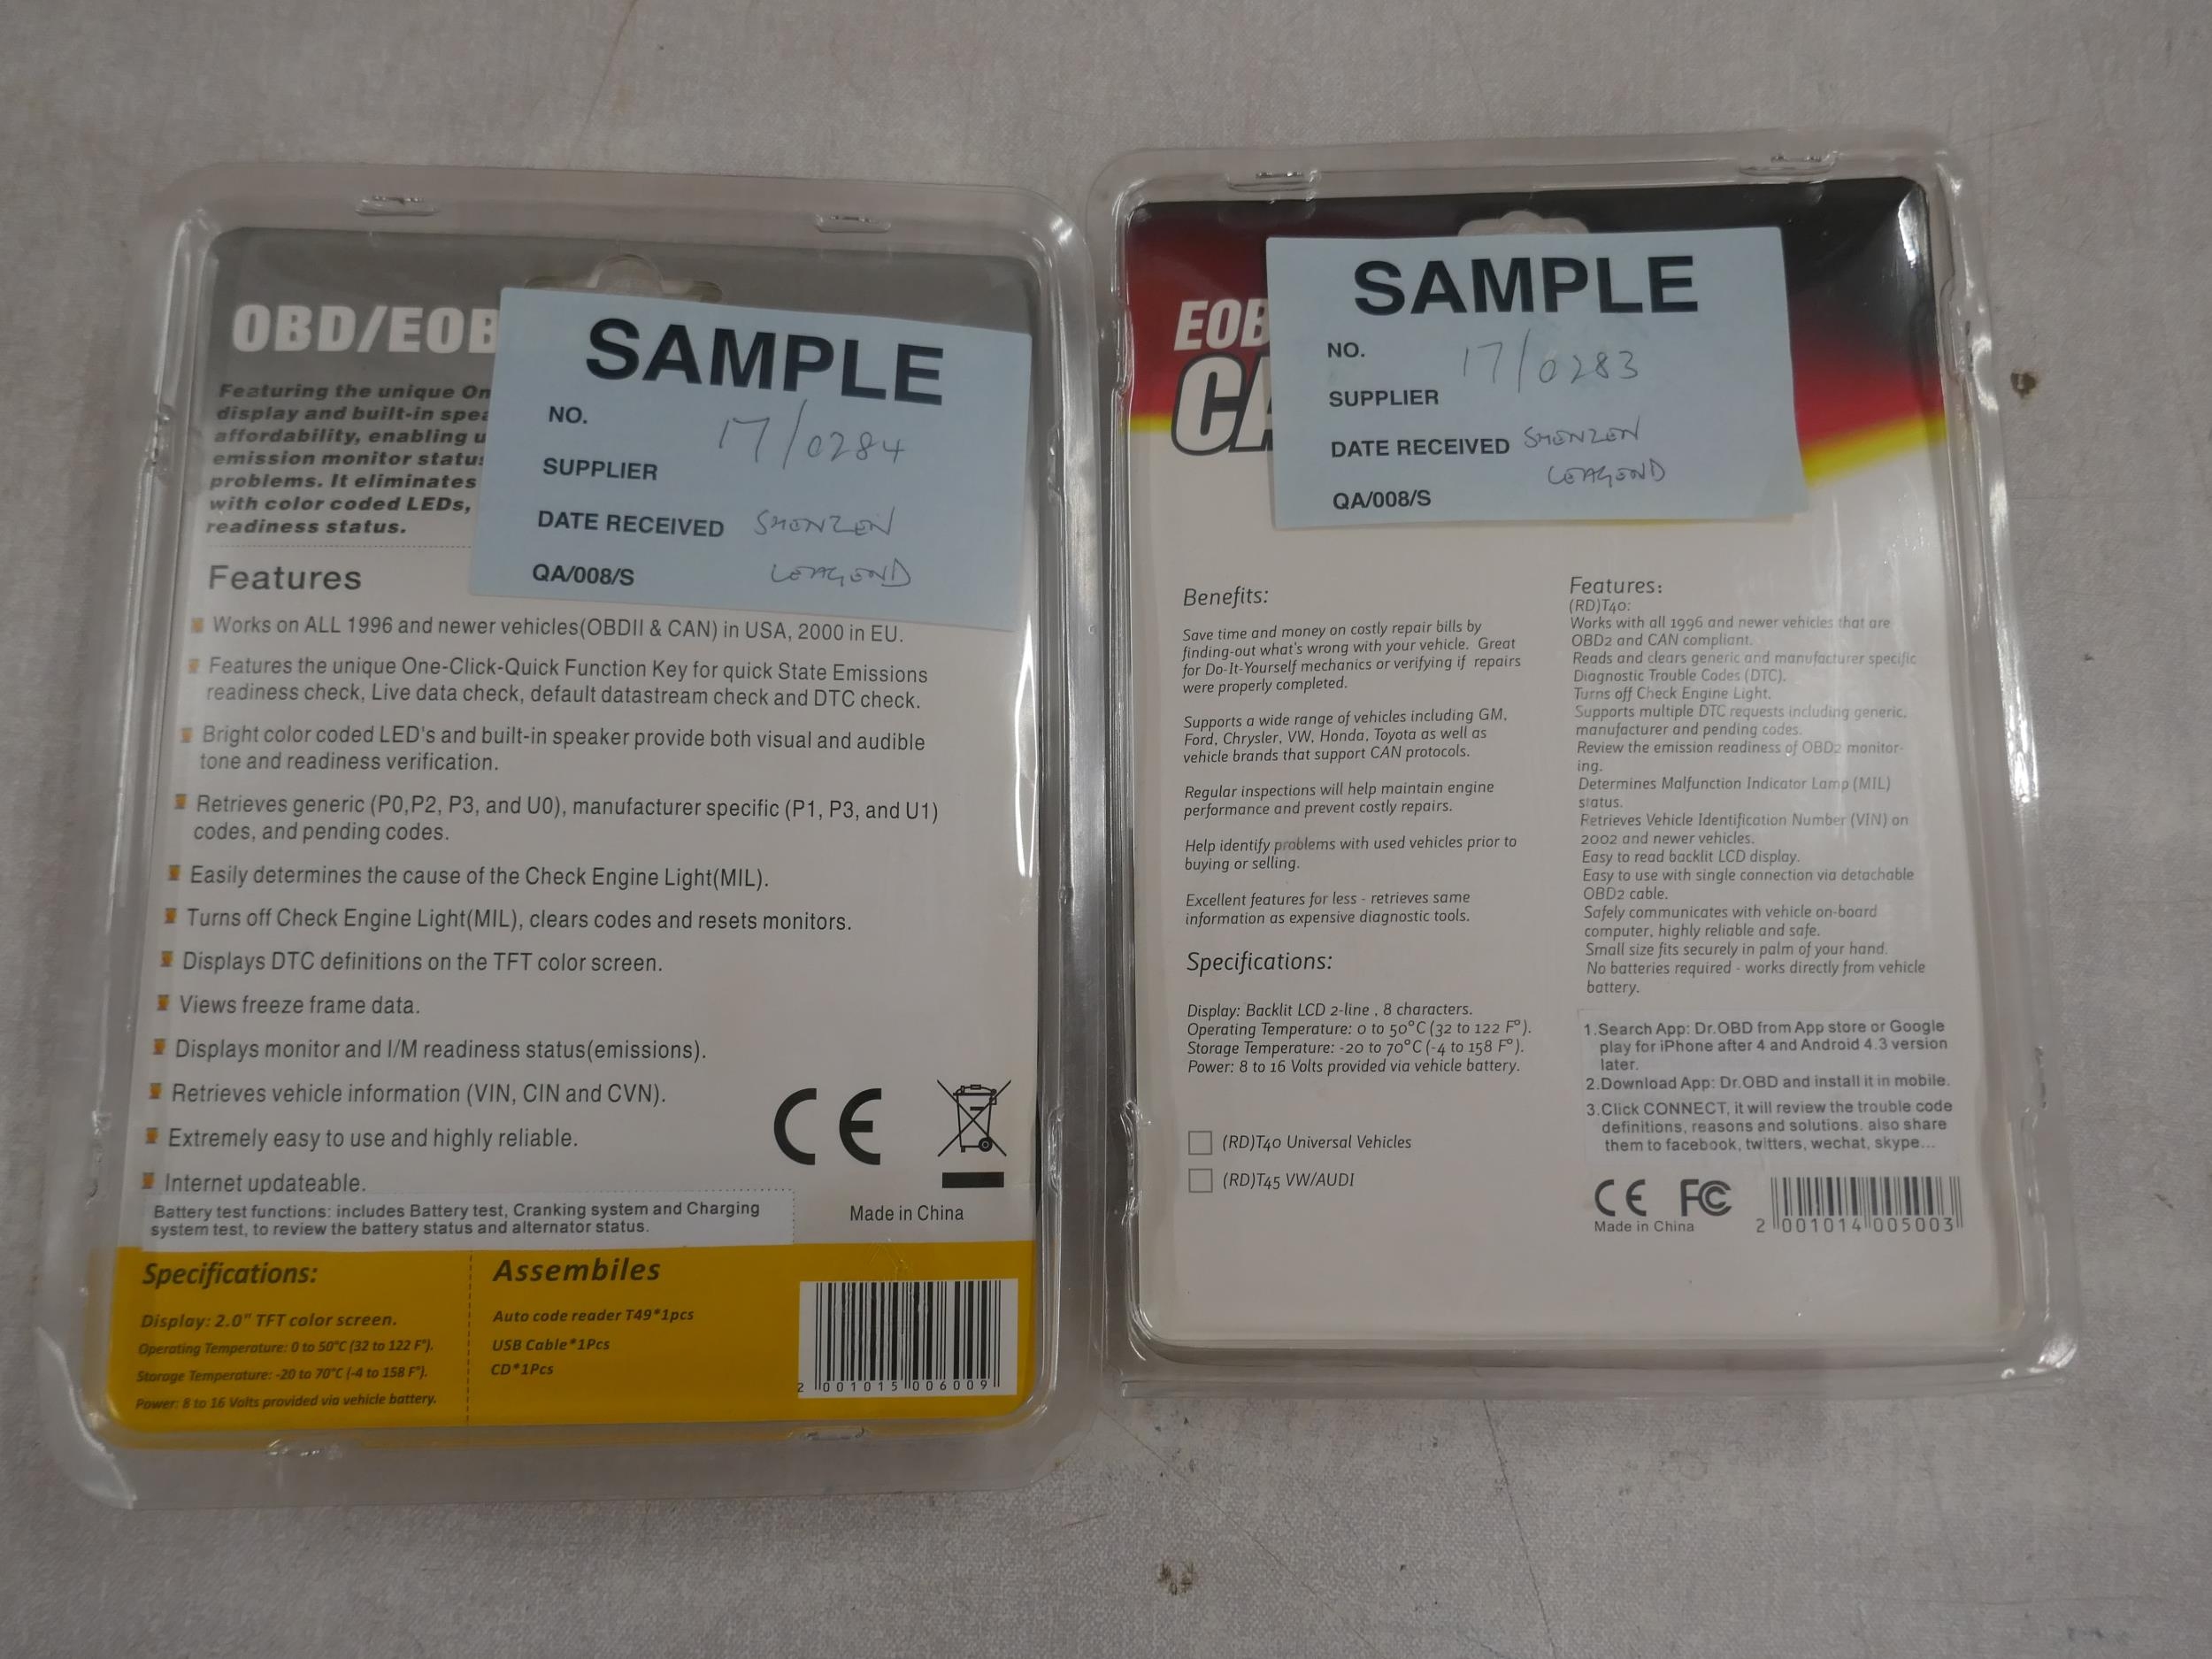 OBD/EOB
Featuring the unique On
display and built-in spea
affordability, enabling u
emission monitor status
problems. It eliminates
with color coded LEDs,
readiness status.
SAMPLE
NO.
17/0284
SUPPLIER
DATE RECEIVED SHENZEN
LEAGEND
QA/008/S
Features
Works on ALL 1996 and newer vehicles(OBDII & CAN) in USA, 2000 in EU.
Features the unique One-Click-Quick Function Key for quick State Emissions
readiness check, Live data check, default datastream check and DTC check.
Bright color coded LED's and built-in speaker provide both visual and audible
tone and readiness verification.
Retrieves generic (P0,P2, P3, and U0), manufacturer specific (P1, P3, and U1)
codes, and pending codes.
Easily determines the cause of the Check Engine Light(MIL).
Turns off Check Engine Light(MIL), clears codes and resets monitors.
Displays DTC definitions on the TFT color screen.
Views freeze frame data.
Displays monitor and I/M readiness status(emissions).
Retrieves vehicle information (VIN, CIN and CVN).
Extremely easy to use and highly reliable.
Internet updateable.
CE
Made in China
Battery test functions: includes Battery test, Cranking system and Charging
system test, to review the battery status and alternator status.
Specifications:
Display: 2.0" TFT color screen.
Operating Temperature: 0 to 50°C (32 to 122 F°).
Storage Temperature: -20 to 70°C (-4 to 158 F°).
Power: 8 to 16 Volts provided via vehicle battery.
Assembiles
Auto code reader T49*1pcs
USB Cable*1Pcs
CD*1Pcs
2 001015 006009
EOB
CA
SAMPLE
NO.
17/0283
SUPPLIER
DATE RECEIVED SHENZEN
LEAGEND
QA/008/S
Benefits:
Save time and money on costly repair bills by
finding-out what's wrong with your vehicle. Great
for Do-It-Yourself mechanics or verifying if repairs
were properly completed.
Supports a wide range of vehicles including GM,
Ford, Chrysler, VW, Honda, Toyota as well as
vehicle brands that support CAN protocols.
Regular inspections will help maintain engine
performance and prevent costly repairs.
Help identify problems with used vehicles prior to
buying or selling.
Excellent features for less - retrieves same
information as expensive diagnostic tools.
Specifications:
Display: Backlit LCD 2-line , 8 characters.
Operating Temperature: 0 to 50°C (32 to 122 F°).
Storage Temperature: -20 to 70°C (-4 to 158 F°).
Power: 8 to 16 Volts provided via vehicle battery.
(RD)T40 Universal Vehicles
(RD)T45 VW/AUDI
Features:
(RD)T40:
Works with all 1996 and newer vehicles that are
OBD2 and CAN compliant.
Reads and clears generic and manufacturer specific
Diagnostic Trouble Codes (DTC).
Turns off Check Engine Light.
Supports multiple DTC requests including generic,
manufacturer and pending codes.
Review the emission readiness of OBD2 monitor-
ing.
Determines Malfunction Indicator Lamp (MIL)
status.
Retrieves Vehicle Identification Number (VIN) on
2002 and newer vehicles.
Easy to read backlit LCD display.
Easy to use with single connection via detachable
OBD2 cable.
Safely communicates with vehicle on-board
computer, highly reliable and safe.
Small size fits securely in palm of your hand.
No batteries required - works directly from vehicle
battery.
1.Search App: Dr.OBD from App store or Google
play for iPhone after 4 and Android 4.3 version
later.
2.Download App: Dr.OBD and install it in mobile.
3.Click CONNECT, it will review the trouble code
definitions, reasons and solutions. also share
them to facebook, twitters, wechat, skype...
CE FC
Made in China
2 001014 005003